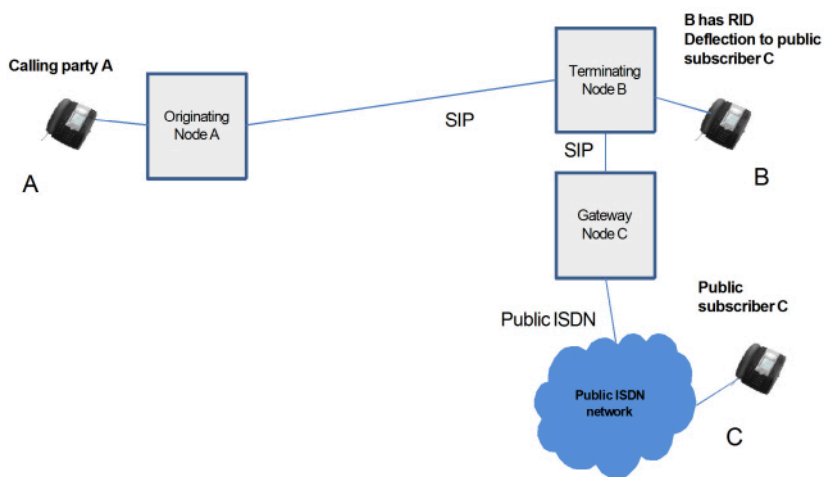 B has RID
Deflection to public
subscriber C
Calling party A
Originating
Node A
SIP
Terminating
Node B
A
SIP
B
Gateway
Node C
Public ISDN
Public
subscriber C
Public ISDN
network
C